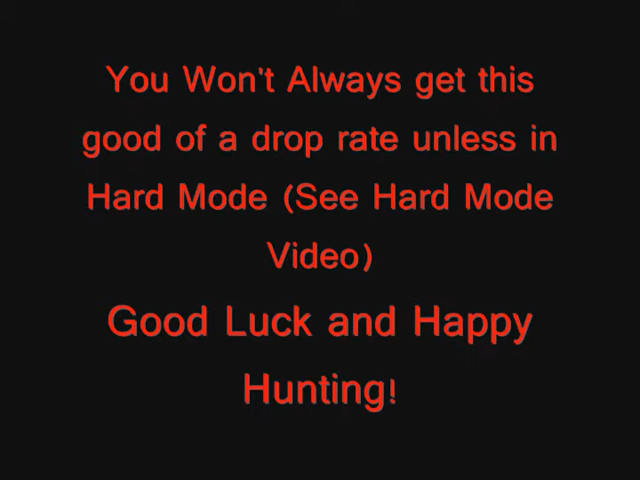 You Won't Always get this
good of a drop rate unless in
Hard Mode (See Hard Mode
Video)
Good Luck and Happy
Hunting!